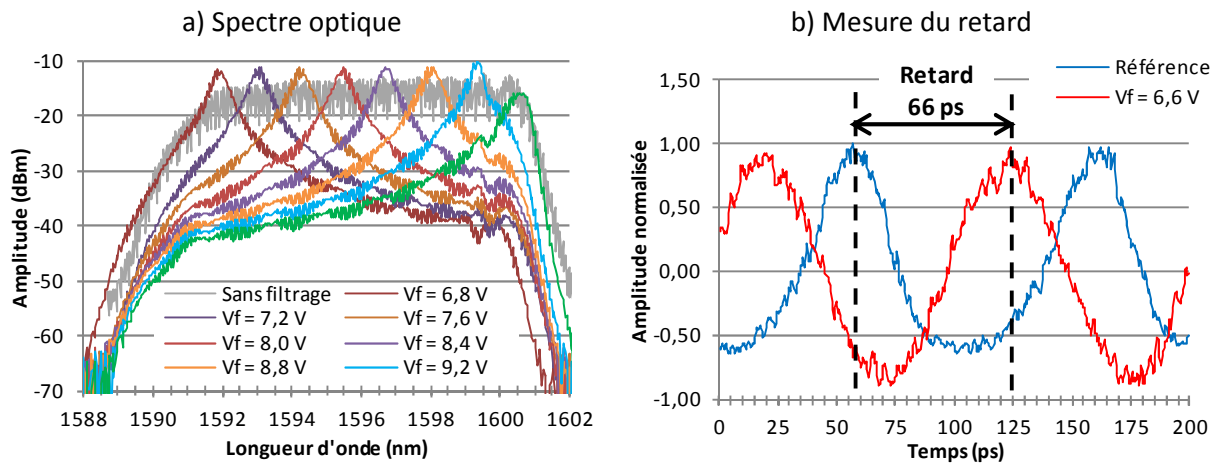 a) Spectre optique
Amplitude (dBm)
-10
-20
-30
-40
-50
-60
-70
Sans filtrage
Vf = 6,8 V
Vf = 7,2 V
Vf = 7,6 V
Vf = 8,0 V
Vf = 8,4 V
Vf = 8,8 V
Vf = 9,2 V
1588 1590 1592 1594 1596 1598 1600 1602
Longueur d'onde (nm)
b) Mesure du retard
Référence
Vf = 6,6 V
Retard
66 ps
Amplitude normalisée
1,50
1,00
0,50
0,00
-0,50
-1,00
0 25 50 75 100 125 150 175 200
Temps (ps)